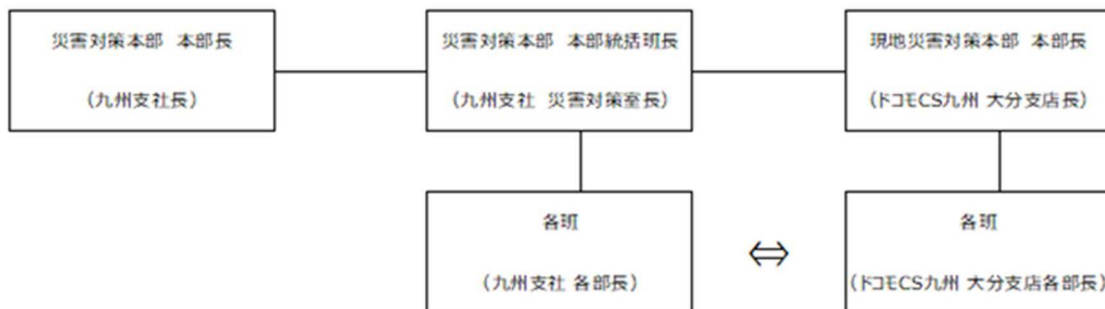 災害対策本部 本部長
(九州支社長)
災害対策本部 本部統括班長
(九州支社 災害対策室長)
現地災害対策本部 本部長
(ドコモCS九州 大分支店長)
各班
(九州支社 各部長)
⇔
各班
(ドコモCS九州 大分支店各部長)